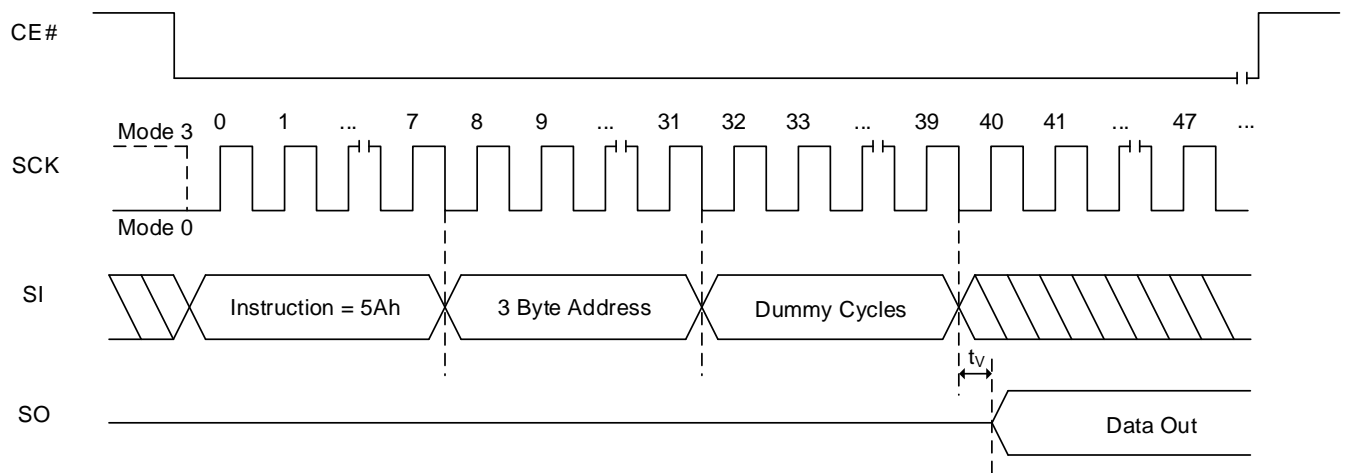 CE#
0 1 ... 7 8 9 ... 31 32 33 ... 39 40 41 ... 47 ...
Mode 3
SCK
Mode 0
SI
Instruction = 5Ah 3 Byte Address Dummy Cycles
tV
SO
Data Out